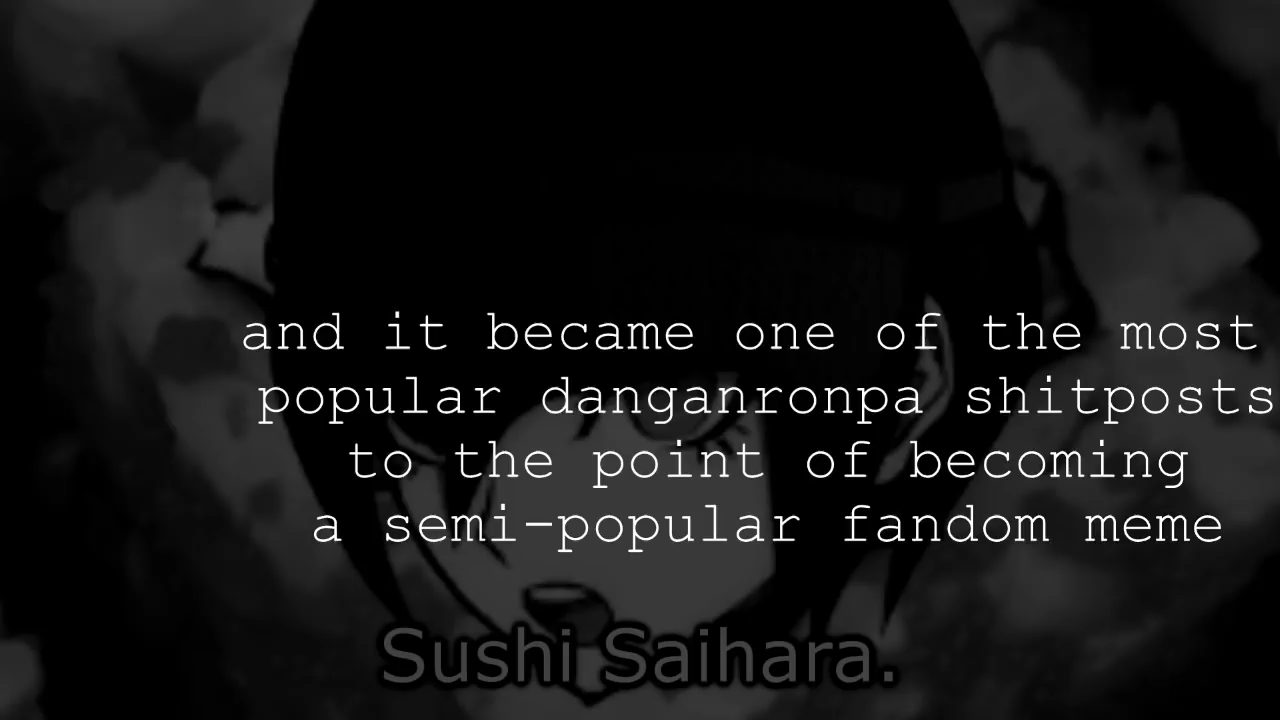 and it became one of the most
popular danganronpa shitposts
to the point of becoming
a semi-popular fandom meme
Sushi Saihara.